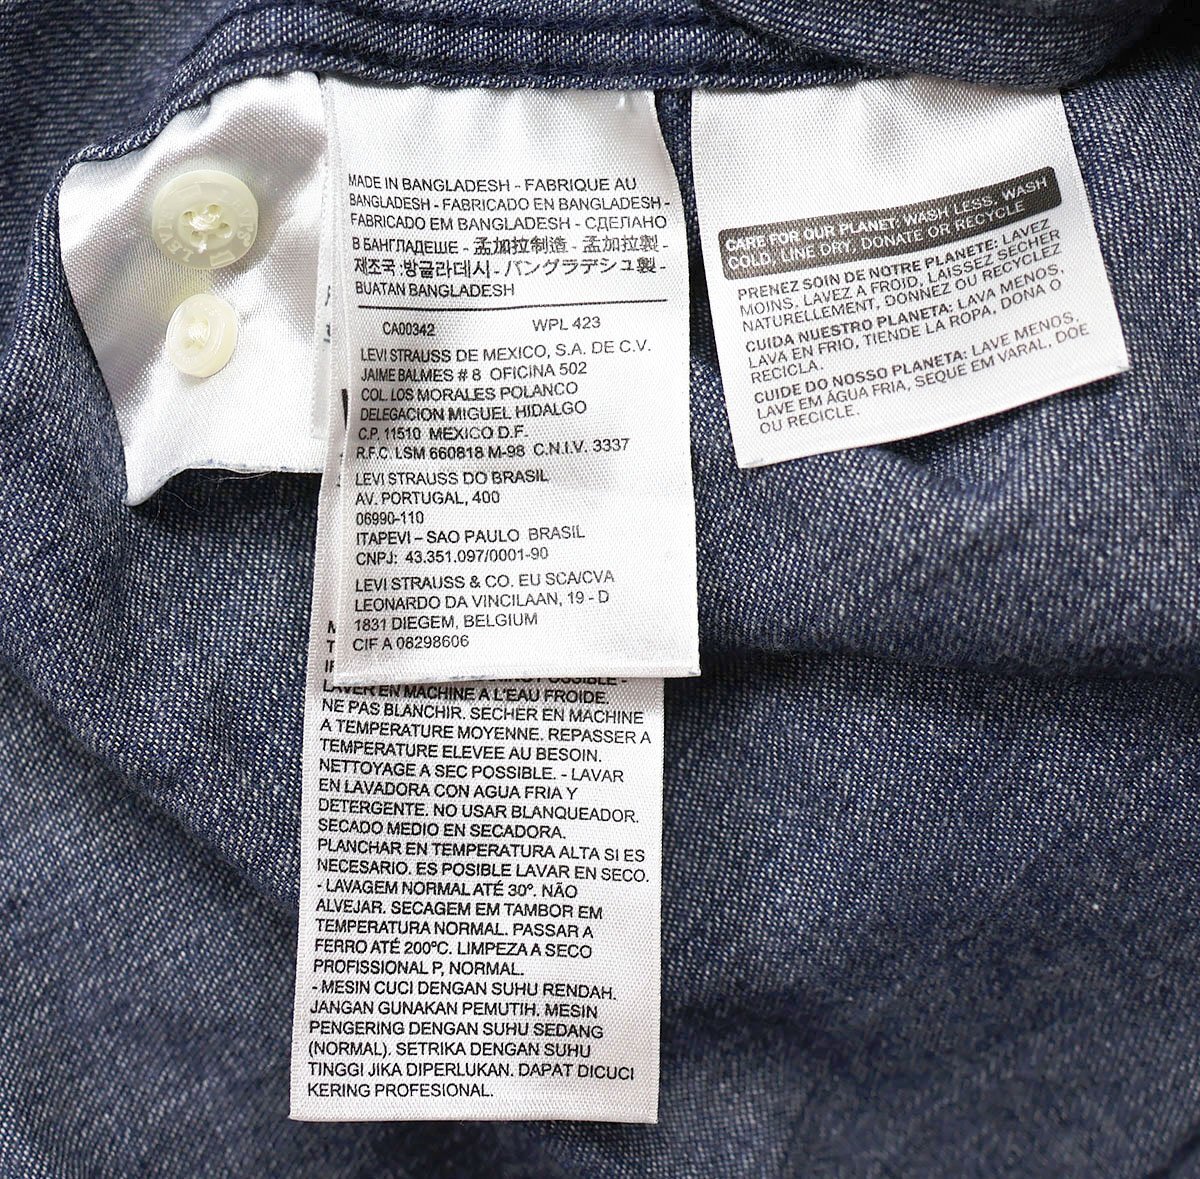 MADE IN BANGLADESH - FABRIQUE AU
BANGLADESH - FABRICADO EN BANGLADESH -
FABRICADO EM BANGLADESH - СДЕЛАНО
В БАНГЛАДЕШЕ - 孟加拉制造 - 孟加拉製 -
제조국 :방글라데시 - バングラデシュ製 -
BUATAN BANGLADESH
CA00342 WPL 423
LEVI STRAUSS DE MEXICO, S.A. DE C.V.
JAIME BALMES # 8 OFICINA 502
COL. LOS MORALES POLANCO
DELEGACION MIGUEL HIDALGO
C.P. 11510 MEXICO D.F.
R.F.C. LSM 660818 M-98 C.N.I.V. 3337
LEVI STRAUSS DO BRASIL
AV. PORTUGAL, 400
06990-110
ITAPEVI – SAO PAULO BRASIL
CNPJ: 43.351.097/0001-90
LEVI STRAUSS & CO. EU SCA/CVA
LEONARDO DA VINCILAAN, 19 - D
1831 DIEGEM, BELGIUM
CIF A 08298606
POSSIBLE -
LAVER EN MACHINE A L'EAU FROIDE.
NE PAS BLANCHIR. SECHER EN MACHINE
A TEMPERATURE MOYENNE. REPASSER A
TEMPERATURE ELEVEE AU BESOIN.
NETTOYAGE A SEC POSSIBLE. - LAVAR
EN LAVADORA CON AGUA FRIA Y
DETERGENTE. NO USAR BLANQUEADOR.
SECADO MEDIO EN SECADORA.
PLANCHAR EN TEMPERATURA ALTA SI ES
NECESARIO. ES POSIBLE LAVAR EN SECO.
- LAVAGEM NORMAL ATÉ 30°. NÃO
ALVEJAR. SECAGEM EM TAMBOR EM
TEMPERATURA NORMAL. PASSAR A
FERRO ATÉ 200°C. LIMPEZA A SECO
PROFISSIONAL P, NORMAL.
- MESIN CUCI DENGAN SUHU RENDAH.
JANGAN GUNAKAN PEMUTIH. MESIN
PENGERING DENGAN SUHU SEDANG
(NORMAL). SETRIKA DENGAN SUHU
TINGGI JIKA DIPERLUKAN. DAPAT DICUCI
KERING PROFESIONAL.
CARE FOR OUR PLANET: WASH LESS, WASH
COLD, LINE DRY, DONATE OR RECYCLE
PRENEZ SOIN DE NOTRE PLANETE: LAVEZ
MOINS, LAVEZ A FROID, LAISSEZ SECHER
NATURELLEMENT, DONNEZ OU RECYCLEZ
CUIDA NUESTRO PLANETA: LAVA MENOS,
LAVA EN FRIO, TIENDE LA ROPA, DONA O
RECICLA.
CUIDE DO NOSSO PLANETA: LAVE MENOS,
LAVE EM ÁGUA FRIA, SEQUE EM VARAL, DOE
OU RECICLE.